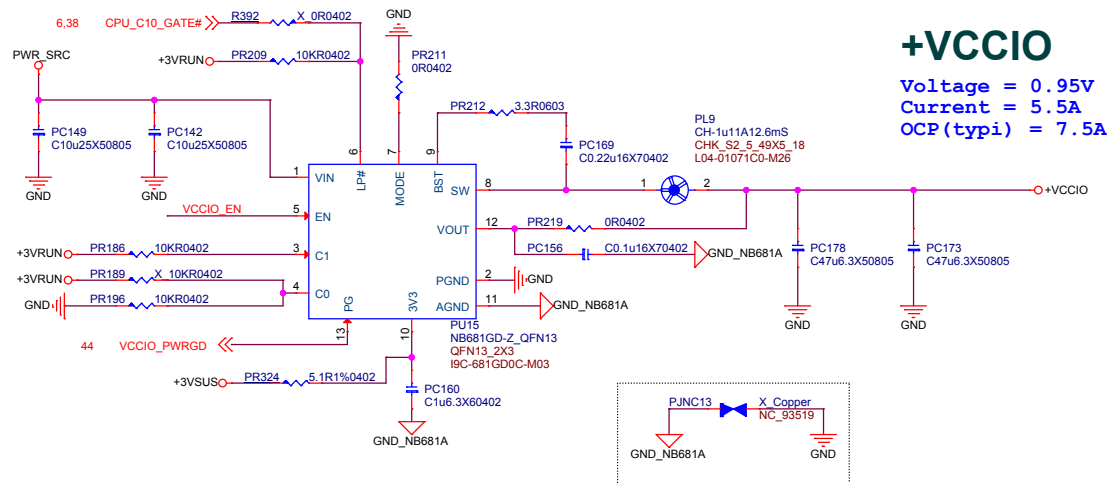 6,38 CPU_C10_GATE# R392 X_0R0402
GND
+VCCIO
Voltage = 0.95V
Current = 5.5A
OCP(typi) = 7.5A
PWR_SRC
+3VRUN PR209 10KR0402
PR211
0R0402
PC149
C10u25X50805
PC142
C10u25X50805
GND
GND
PR212 3.3R0603
PC169
C0.22u16X70402
PL9
CH-1u11A12.6mS
CHK_S2_5_49X5_18
L04-01071C0-M26
6
7
9
1 VIN
LP#
MODE
BST
SW 8
1
2
+VCCIO
VCCIO_EN 5 EN
VOUT 12
PR219 0R0402
PC156 C0.1u16X70402
GND_NB681A
+3VRUN PR186 10KR0402 3 C1
+3VRUN PR189 X_10KR0402
4 C0
GND PR196 10KR0402
PGND 2 GND
AGND 11 GND_NB681A
PC178
C47u6.3X50805
PC173
C47u6.3X50805
GND
GND
PG
3V3
13
10
PU15
NB681GD-Z_QFN13
QFN13_2X3
I9C-681GD0C-M03
44 VCCIO_PWRGD
+3VSUS PR324 5.1R1%0402
PC160
C1u6.3X60402
GND_NB681A
PJNC13 X_Copper
NC_93519
GND_NB681A
GND